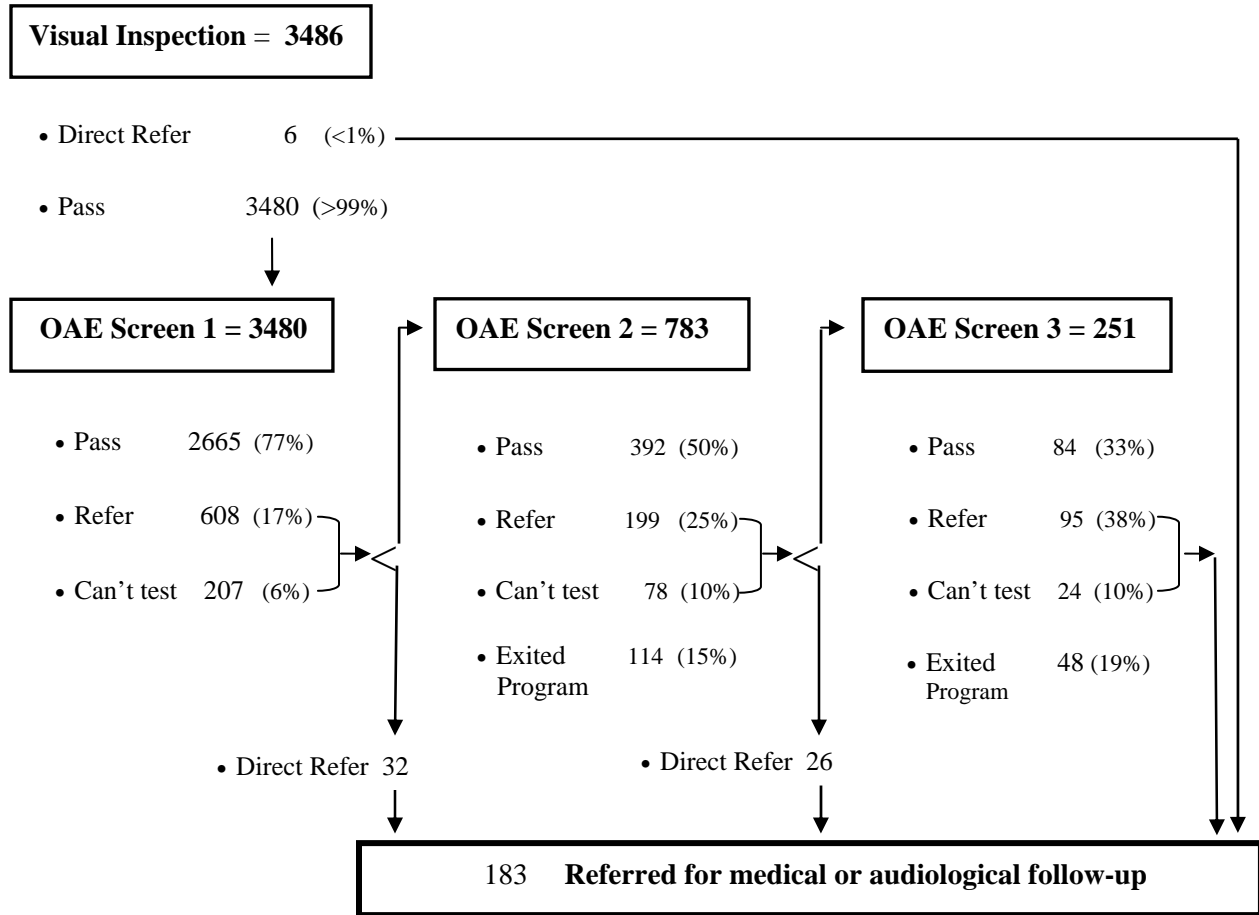 Visual Inspection = 3486
• Direct Refer 6 (<1%)
• Pass 3480 (>99%)
OAE Screen 1 = 3480
• Pass 2665 (77%)
• Refer 608 (17%)
• Can't test 207 (6%)
• Direct Refer 32
OAE Screen 2 = 783
• Pass 392 (50%)
• Refer 199 (25%)
• Can't test 78 (10%)
• Exited
Program 114 (15%)
• Direct Refer 26
OAE Screen 3 = 251
• Pass 84 (33%)
• Refer 95 (38%)
• Can't test 24 (10%)
• Exited
Program 48 (19%)
183 Referred for medical or audiological follow-up